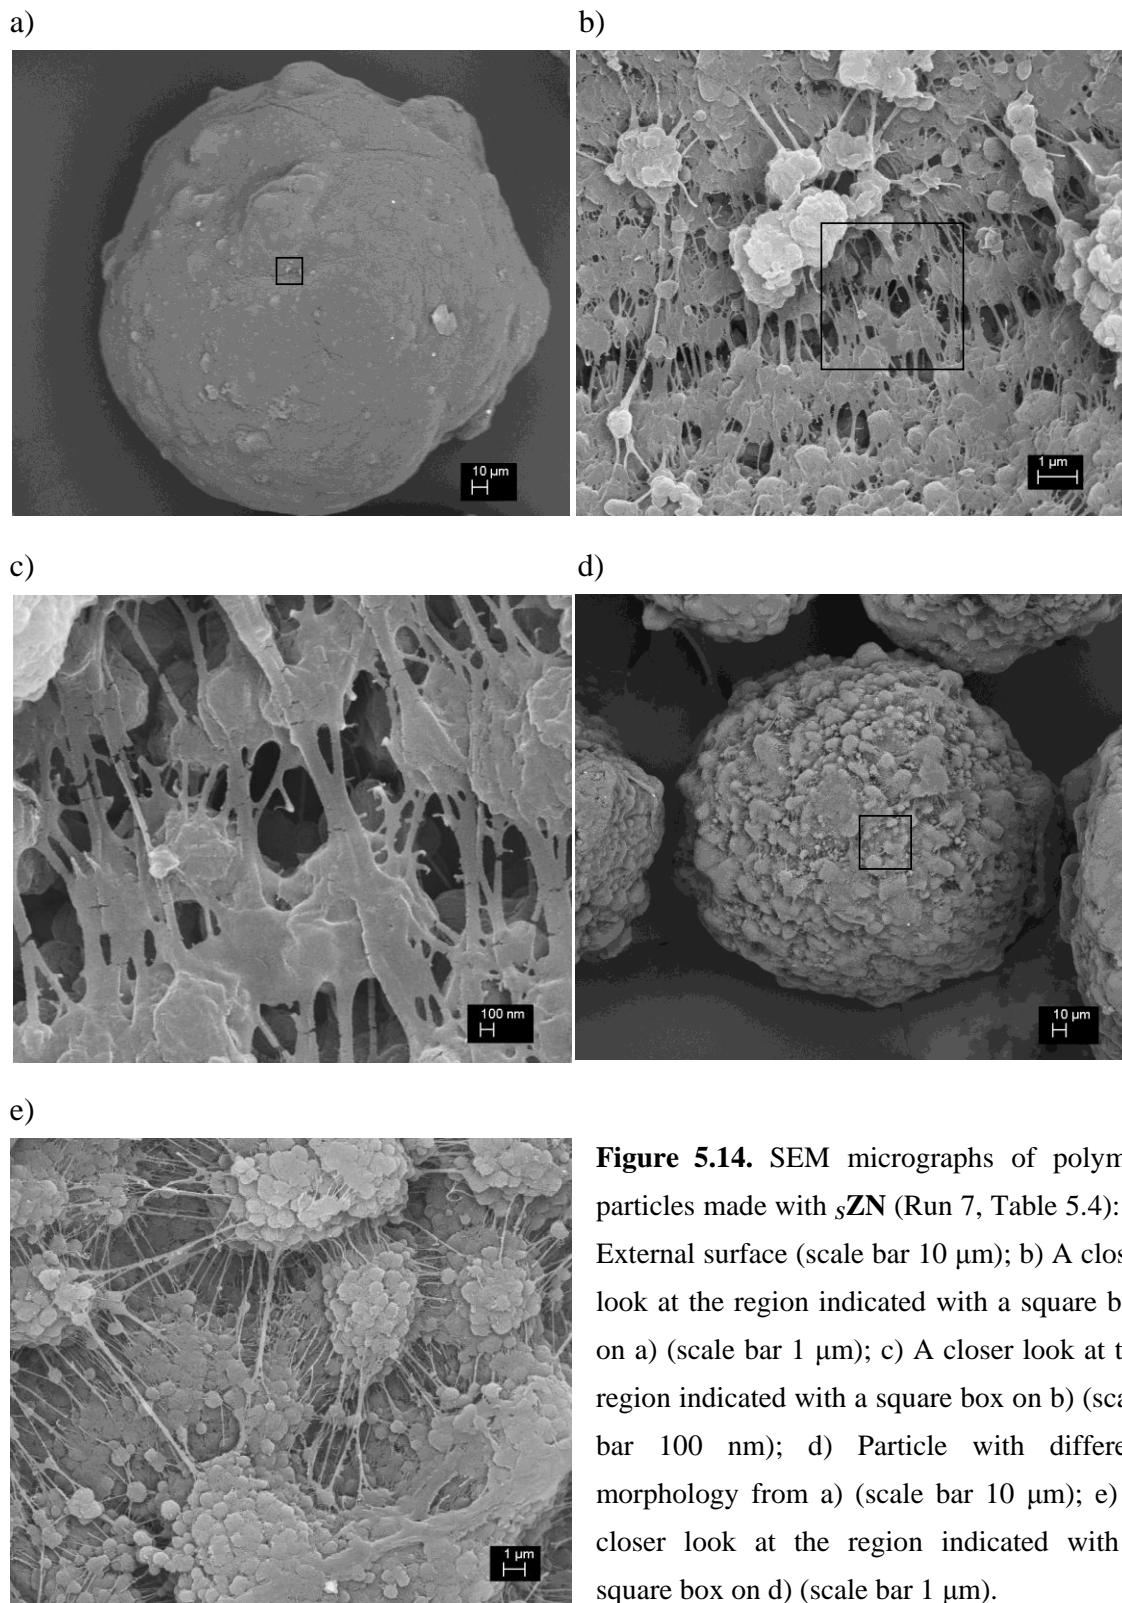 a)
b)
10 µm
1 µm
c)
d)
100 nm
10 µm
e)
1 µm
Figure 5.14. SEM micrographs of polym
particles made with sZN (Run 7, Table 5.4):
External surface (scale bar 10 µm); b) A clos
look at the region indicated with a square b
on a) (scale bar 1 µm); c) A closer look at t
region indicated with a square box on b) (sca
bar 100 nm); d) Particle with differe
morphology from a) (scale bar 10 µm); e)
closer look at the region indicated with
square box on d) (scale bar 1 µm).